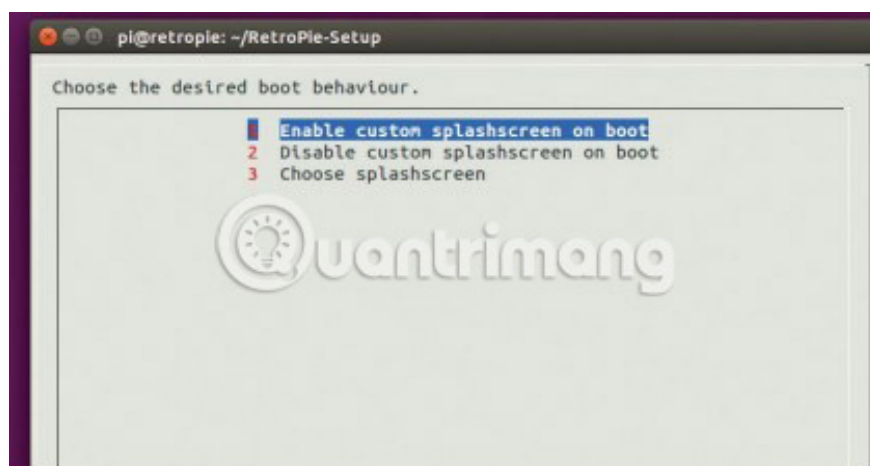 pi@retropie: ~/RetroPie-Setup
Choose the desired boot behaviour.
1 Enable custom splashscreen on boot
2 Disable custom splashscreen on boot
3 Choose splashscreen
Quantrimang